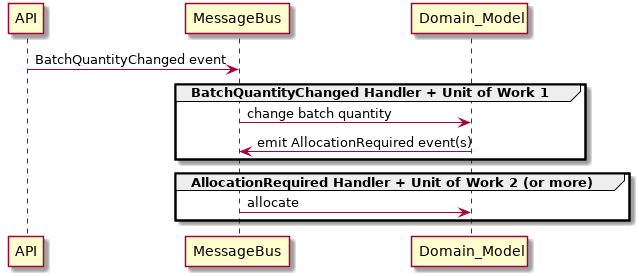 API
MessageBus
Domain_Model
BatchQuantityChanged event
BatchQuantityChanged Handler + Unit of Work 1
change batch quantity
emit AllocationRequired event(s)
AllocationRequired Handler + Unit of Work 2 (or more)
allocate
API
MessageBus
Domain_Model